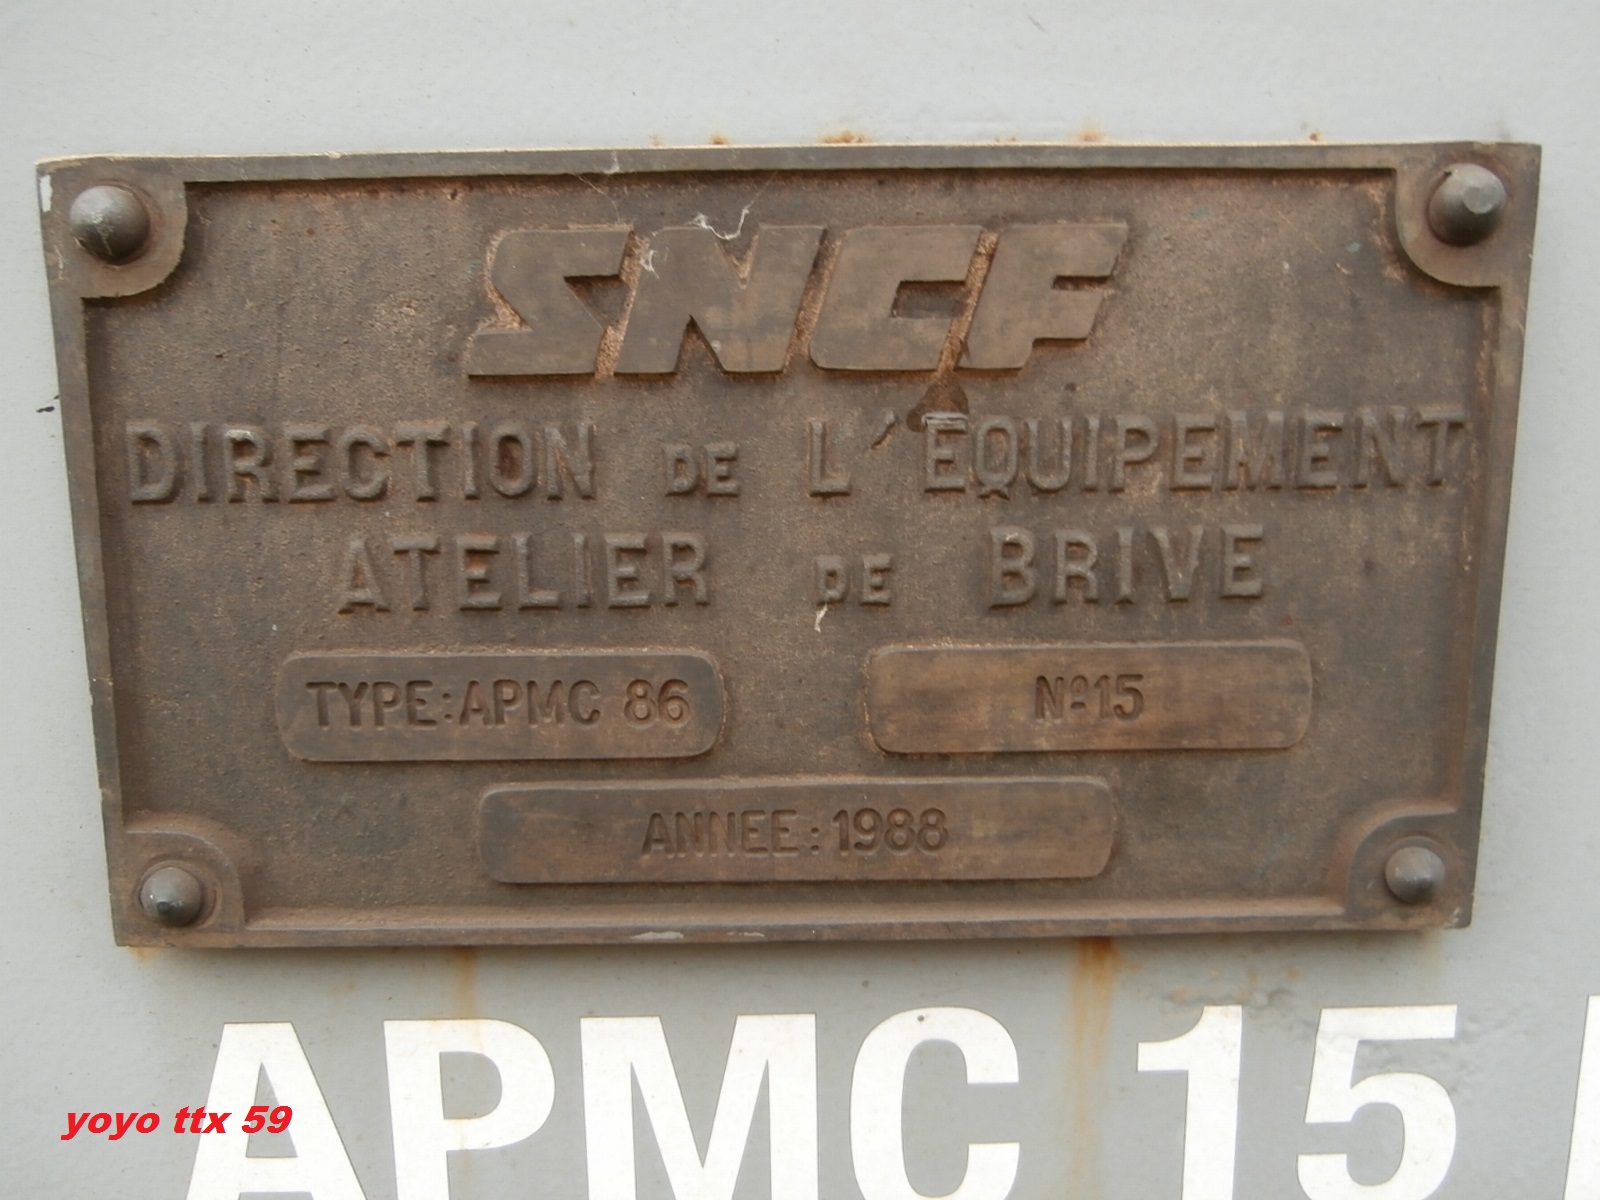 SNCF
DIRECTION DE L'EQUIPEMENT
ATELIER DE BRIVE
TYPE:APMC 86 Nº15
ANNEE:1988
APMC 15
yoyo ttx 59